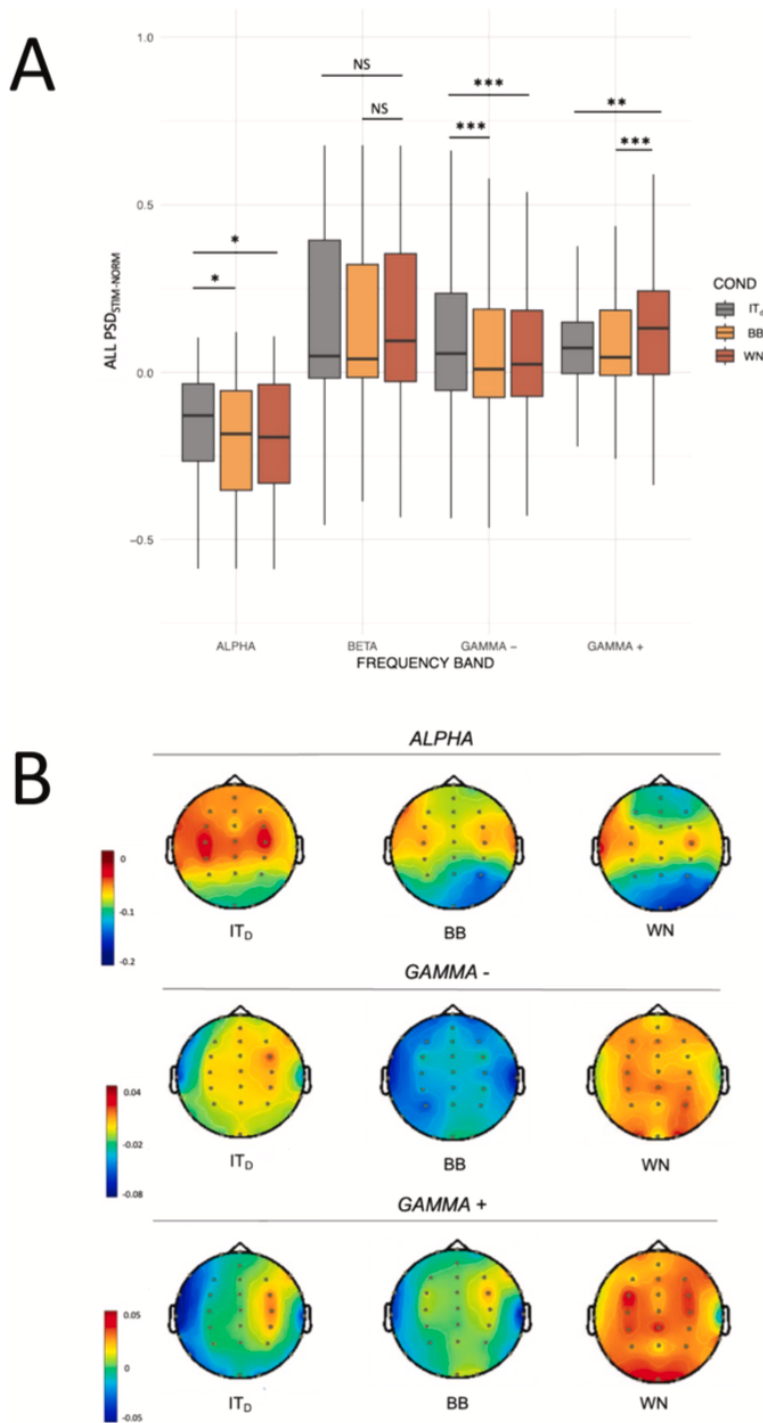 A
1.0
0.5
0.0
−0.5
ALL PSD STIM-NORM
NS
NS
***
***
**
***
*
*
COND
IT
BB
WN
ALPHA BETA GAMMA − GAMMA +
FREQUENCY BAND
B
ALPHA
0
-0.1
-0.2
IT D BB WN
GAMMA -
0.04
-0.02
-0.08
IT D BB WN
GAMMA +
0.05
0
-0.05
IT D BB WN